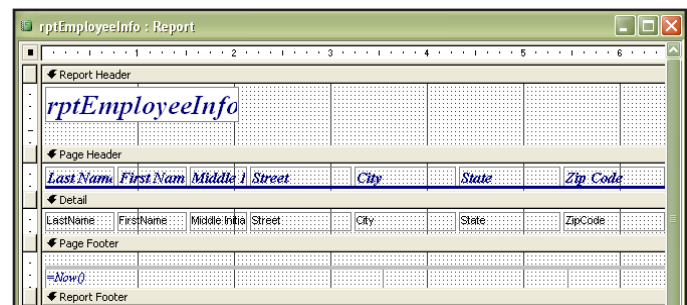 rptEmployeeInfo : Report
1 2 3 4 5 6
Report Header
rptEmployeeInfo
Page Header
Last Name First Nam Middle I Street City State Zip Code
Detail
LastName FirstName Middle Initia Street City State ZipCode
Page Footer
=Now()
Report Footer